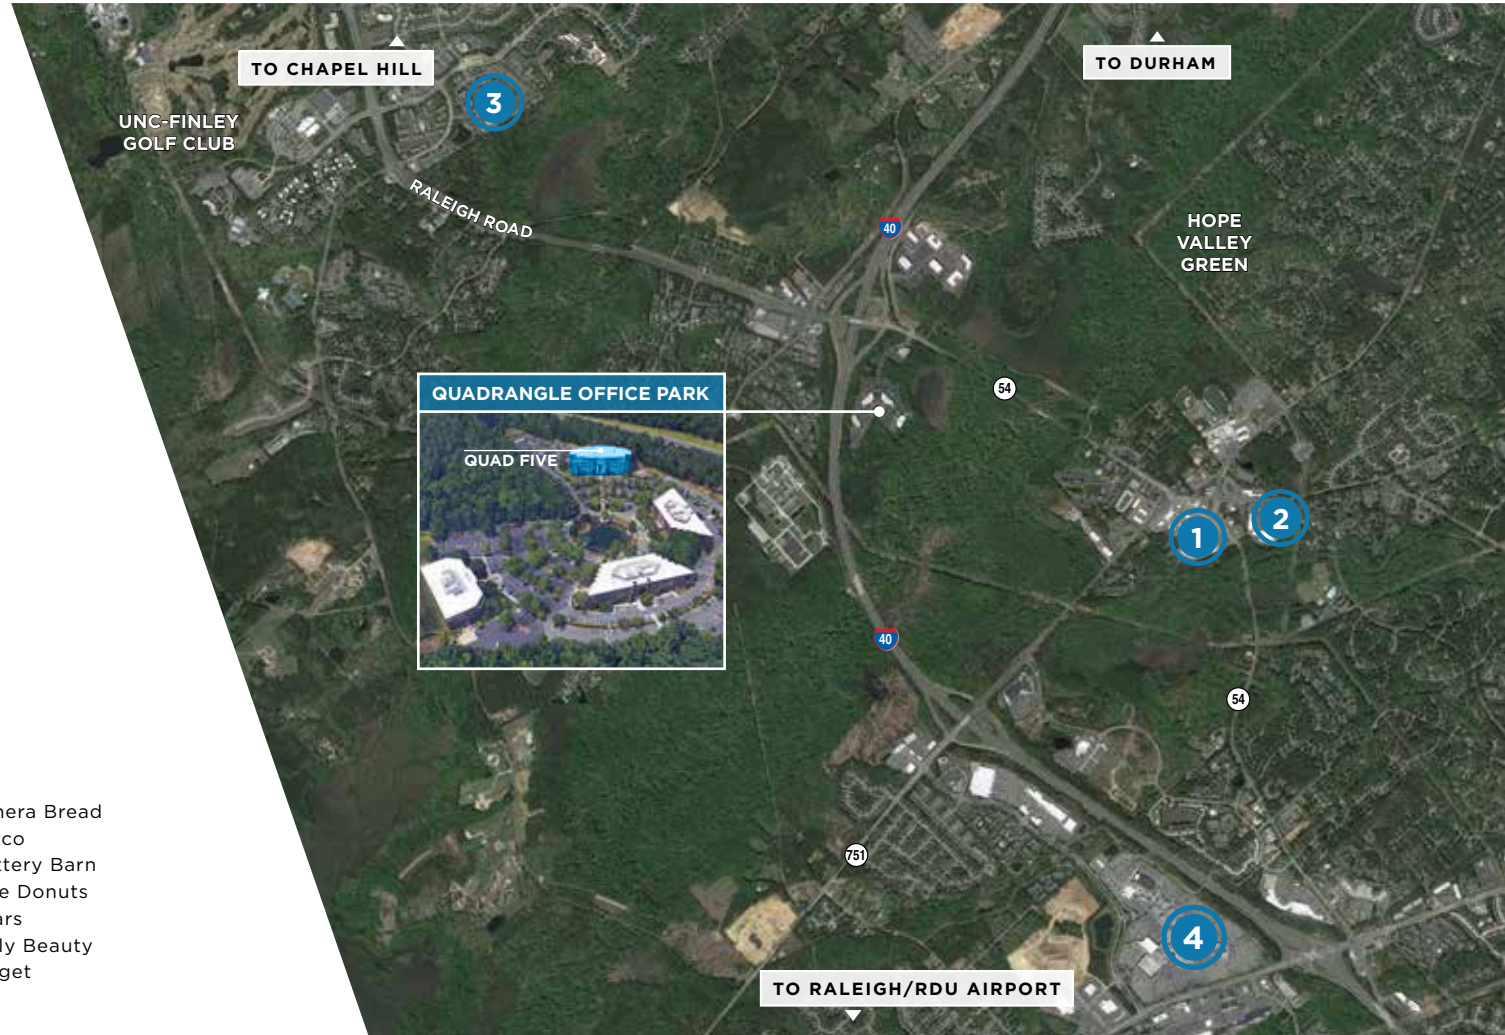 TO CHAPEL HILL
TO DURHAM
3
UNC-FINLEY
GOLF CLUB
RALEIGH ROAD
40
HOPE
VALLEY
GREEN
QUADRANGLE OFFICE PARK
54
QUAD FIVE
1
2
40
54
751
4
TO RALEIGH/RDU AIRPORT
nera Bread
co
ttery Barn
e Donuts
ars
ly Beauty
get